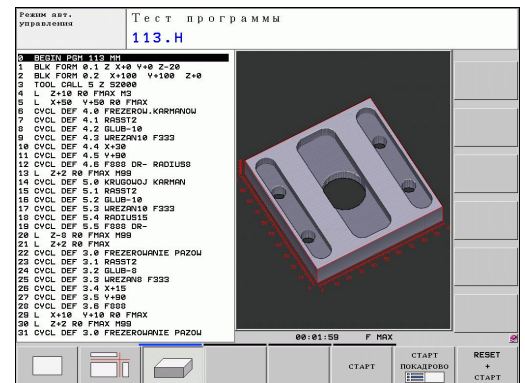 Режим авт.
управления
Тест программы
113.H
0 BEGIN PGM 113 MM
1 BLK FORM 0.1 Z X+0 Y+0 Z-20
2 BLK FORM 0.2 X+100 Y+100 Z+0
3 TOOL CALL 5 Z S2000
4 L Z+10 R0 FMAX M3
5 L X+50 Y+50 R0 FMAX
6 CYCL DEF 4.0 FREZEROW.KARMANOW
7 CYCL DEF 4.1 RASST2
8 CYCL DEF 4.2 GLUB-10
9 CYCL DEF 4.3 WREZAN10 F333
10 CYCL DEF 4.4 X+30
11 CYCL DEF 4.5 Y+90
12 CYCL DEF 4.6 F888 DR- RADIUS8
13 L Z+2 R0 FMAX M99
14 CYCL DEF 5.0 KRUGOWOJ KARMAN
15 CYCL DEF 5.1 RASST2
16 CYCL DEF 5.2 GLUB-10
17 CYCL DEF 5.3 WREZAN10 F333
18 CYCL DEF 5.4 RADIUS15
19 CYCL DEF 5.5 F888 DR-
20 L Z-8 R0 FMAX M99
21 L Z+2 R0 FMAX
22 CYCL DEF 3.0 FREZEROWANIE PAZOW
23 CYCL DEF 3.1 RASST2
24 CYCL DEF 3.2 GLUB-8
25 CYCL DEF 3.3 WREZAN8 F333
26 CYCL DEF 3.4 X+15
27 CYCL DEF 3.5 Y+90
28 CYCL DEF 3.6 F888
29 L X+10 Y+10 R0 FMAX
30 L Z+2 R0 FMAX M99
31 CYCL DEF 3.0 FREZEROWANIE PAZOW
00:01:59 F MAX
СТАРТ
СТАРТ
ПОКАДРОВО
RESET
+
СТАРТ